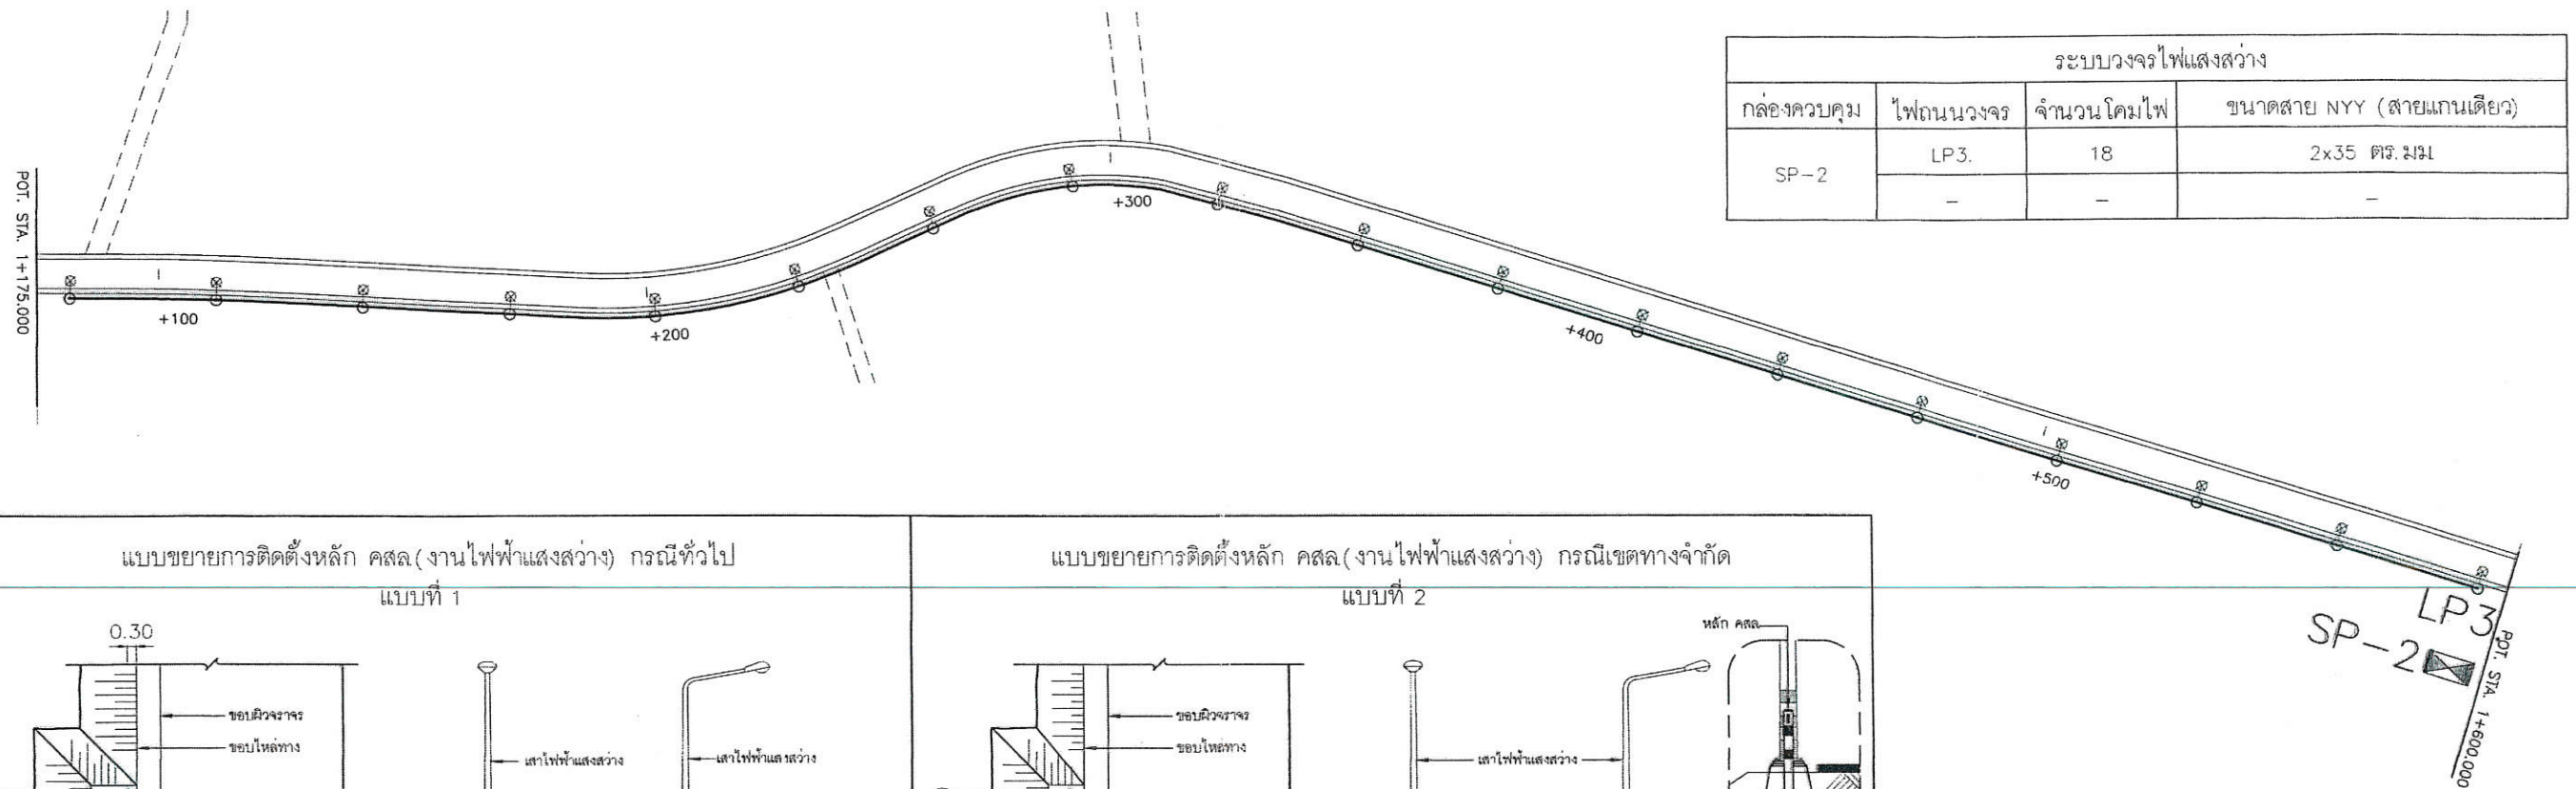 ระบบวงจรไฟแสงสว่าง
กล่องควบคุม ไฟถนนวงจร จำนวนโคมไฟ ขนาดสาย NYY (สายแกนเดียว)
SP-2 LP3. 18 2x35 ตร.มม
- - -
POT. STA. 1+175.000
+100
+200
+300
+400
+500
LP3
SP-2
POT. STA. 1+600.000
แบบขยายการติดตั้งหลัก คสล(งานไฟฟ้าแสงสว่าง) กรณีทั่วไป
แบบที่ 1
0.30
ขอบผิวจราจร
ขอบไหล่ทาง
เสาไฟฟ้าแสงสว่าง
เสาไฟฟ้าแสงสว่าง
แบบขยายการติดตั้งหลัก คสล(งานไฟฟ้าแสงสว่าง) กรณีเขตทางจำกัด
แบบที่ 2
หลัก คสล
ขอบผิวจราจร
ขอบไหล่ทาง
เสาไฟฟ้าแสงสว่าง